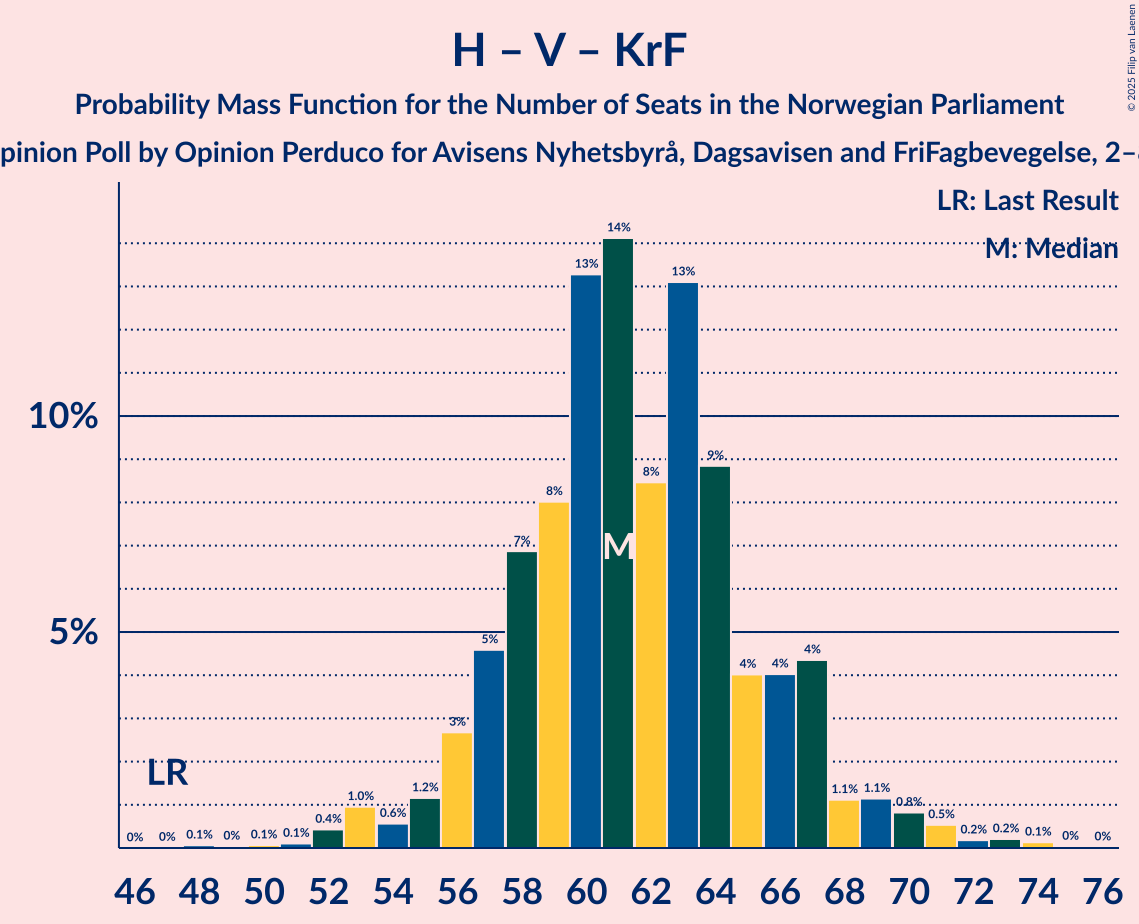 © 2025 Filip van Laenen
H – V – KrF
Probability Mass Function for the Number of Seats in the Norwegian Parliament
pinion Poll by Opinion Perduco for Avisens Nyhetsbyrå, Dagsavisen and FriFagbevegelse, 2–
LR: Last Result
M: Median
10%
5%
0% 0% 0.1% 0% 0.1% 0.1% 0.4% 1.0% 0.6% 1.2% 3% 5% 7% 8% 13% 14% 8% 13% 9% 4% 4% 4% 1.1% 1.1% 0.8% 0.5% 0.2% 0.2% 0.1% 0% 0%
M
LR
46 48 50 52 54 56 58 60 62 64 66 68 70 72 74 76